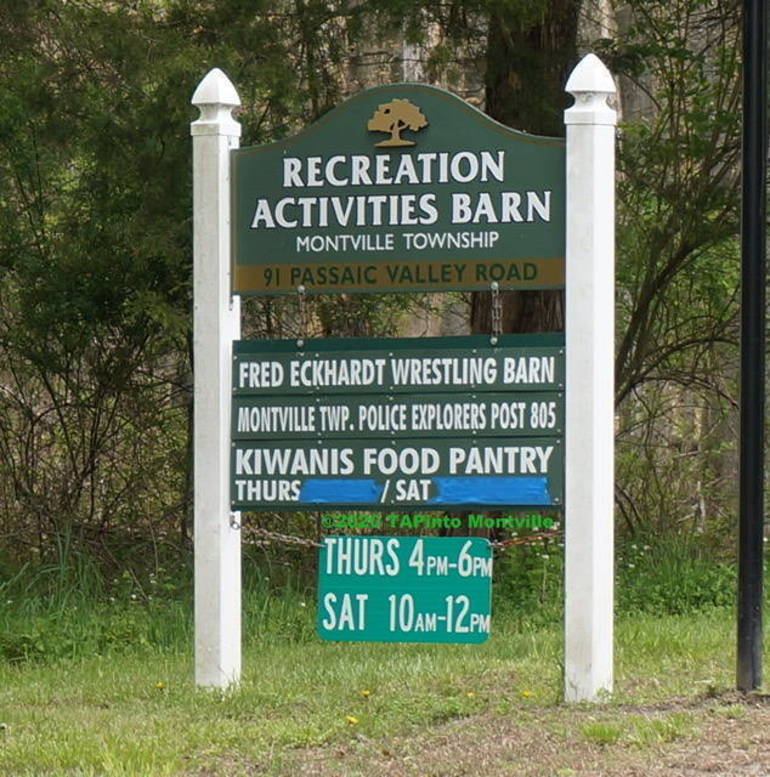 RECREATION
ACTIVITIES BARN
MONTVILLE TOWNSHIP
91 PASSAIC VALLEY ROAD
FRED ECKHARDT WRESTLING BARN
MONTVILLE TWP. POLICE EXPLORERS POST 805
KIWANIS FOOD PANTRY
THURS / SAT
©2020 TAPinto Montville
THURS 4PM-6PM
SAT 10AM-12PM